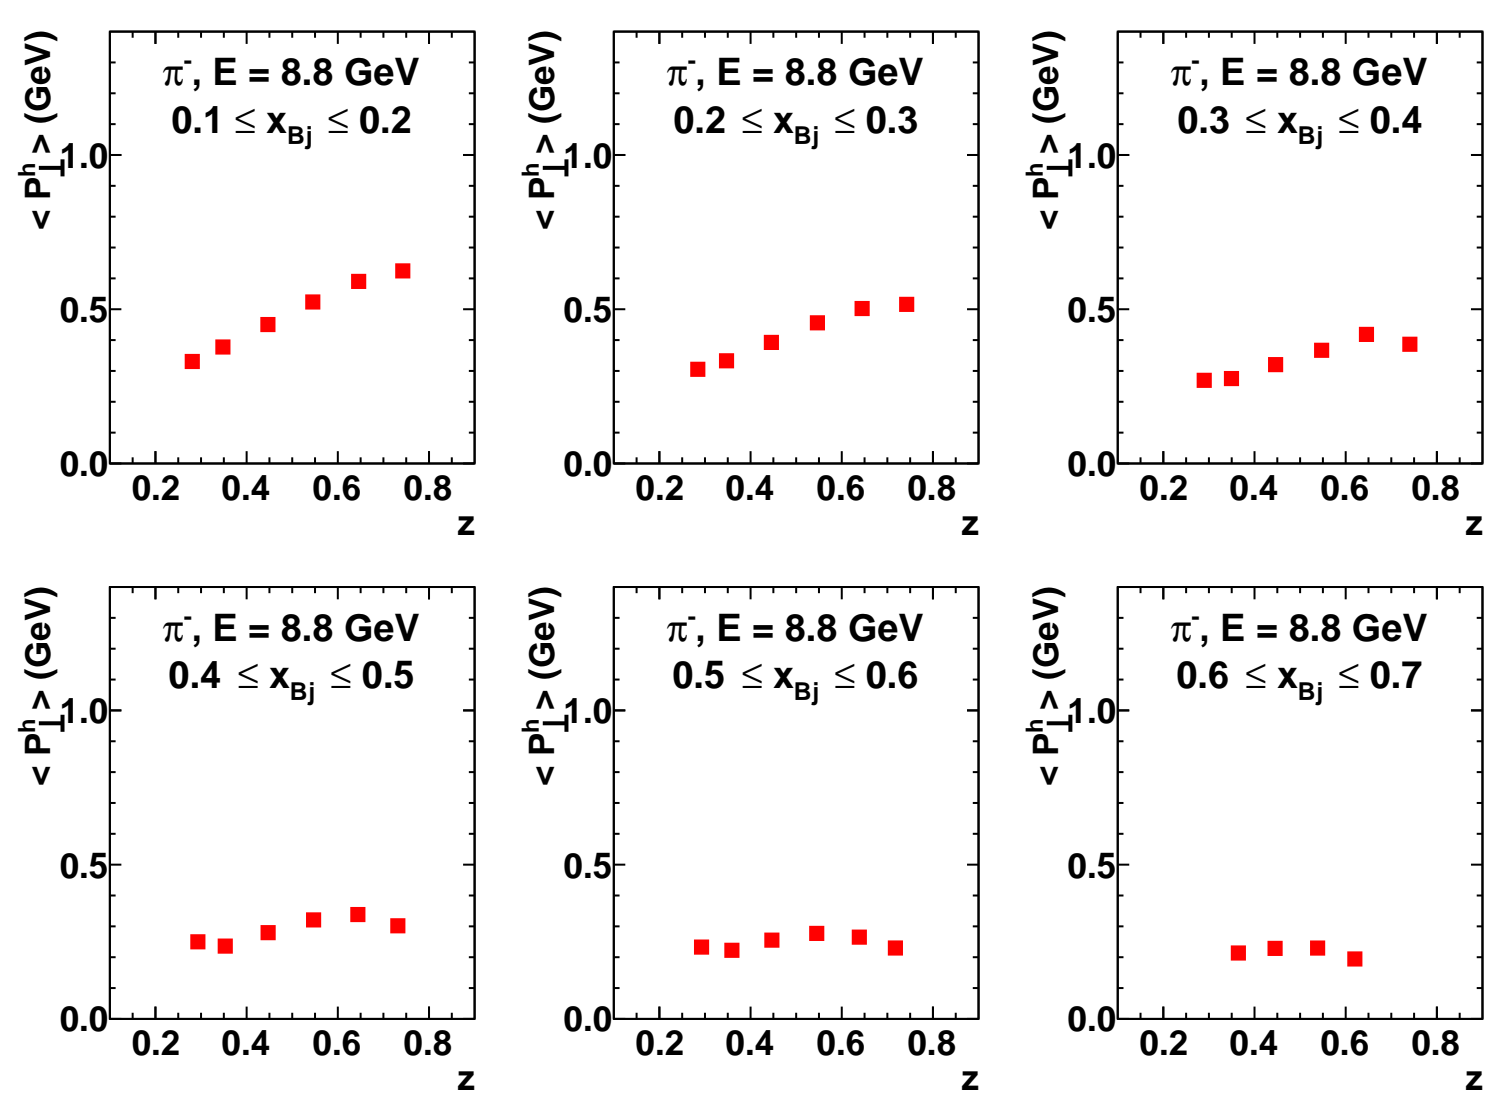 < P⊥^h > (GeV)
π⁻, E = 8.8 GeV
0.1 ≤ x_Bj ≤ 0.2
1.0
0.5
0.0
0.2 0.4 0.6 0.8
z
< P⊥^h > (GeV)
π⁻, E = 8.8 GeV
0.2 ≤ x_Bj ≤ 0.3
1.0
0.5
0.0
0.2 0.4 0.6 0.8
z
< P⊥^h > (GeV)
π⁻, E = 8.8 GeV
0.3 ≤ x_Bj ≤ 0.4
1.0
0.5
0.0
0.2 0.4 0.6 0.8
z
< P⊥^h > (GeV)
π⁻, E = 8.8 GeV
0.4 ≤ x_Bj ≤ 0.5
1.0
0.5
0.0
0.2 0.4 0.6 0.8
z
< P⊥^h > (GeV)
π⁻, E = 8.8 GeV
0.5 ≤ x_Bj ≤ 0.6
1.0
0.5
0.0
0.2 0.4 0.6 0.8
z
< P⊥^h > (GeV)
π⁻, E = 8.8 GeV
0.6 ≤ x_Bj ≤ 0.7
1.0
0.5
0.0
0.2 0.4 0.6 0.8
z